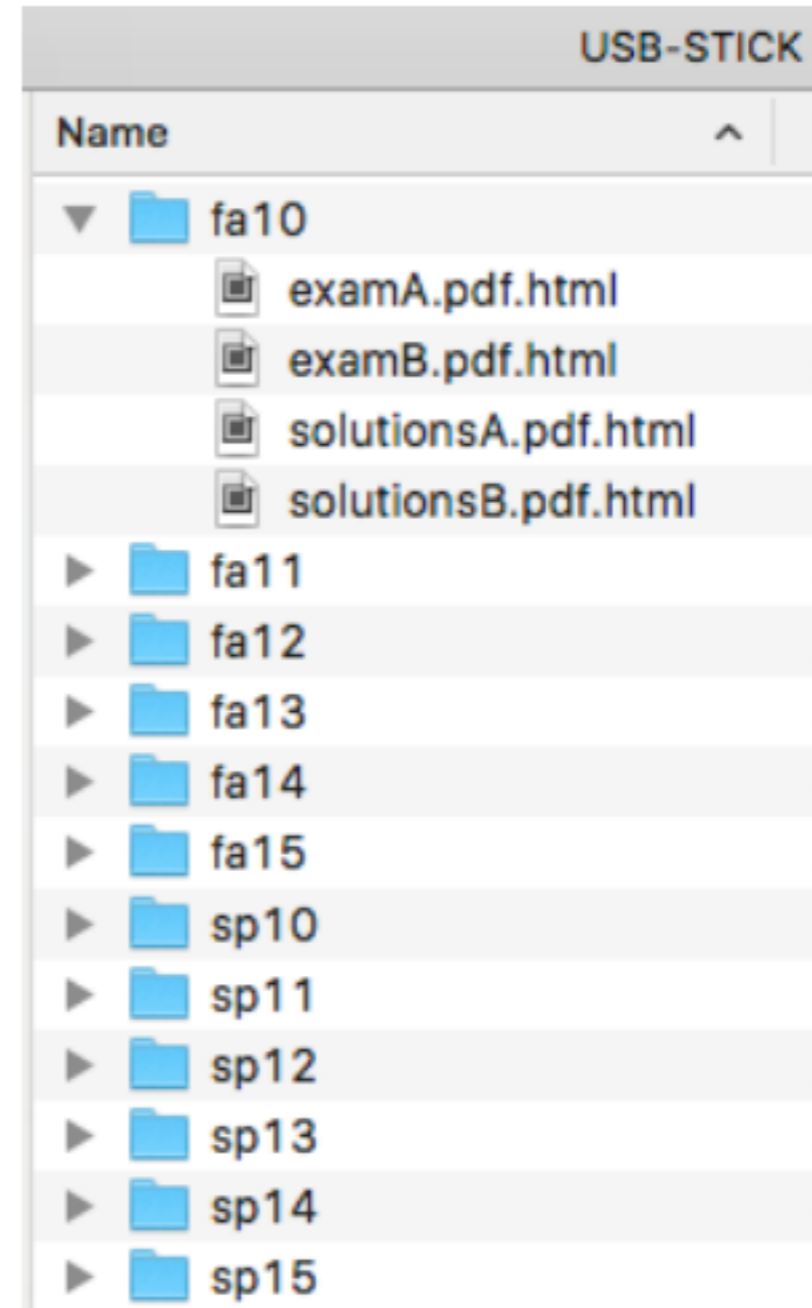 USB-STICK
Name
fa10
examA.pdf.html
examB.pdf.html
solutionsA.pdf.html
solutionsB.pdf.html
fa11
fa12
fa13
fa14
fa15
sp10
sp11
sp12
sp13
sp14
sp15